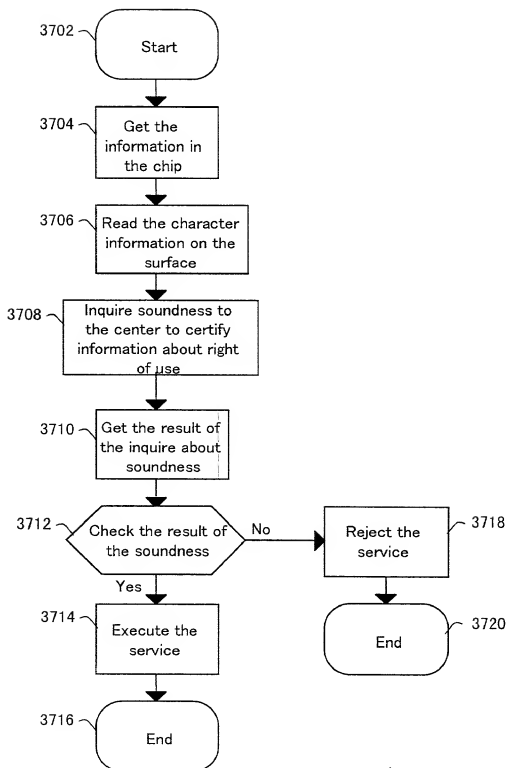 3702
Start
3704
Get the
information in
the chip
3706
Read the character
information on the
surface
3708
Inquire soundness to
the center to certify
information about right
of use
3710
Get the result of
the inquire about
soundness
3712
Check the result of
the soundness
No
Reject the
service
3718
Yes
3714
Execute the
service
End
3720
3716
End